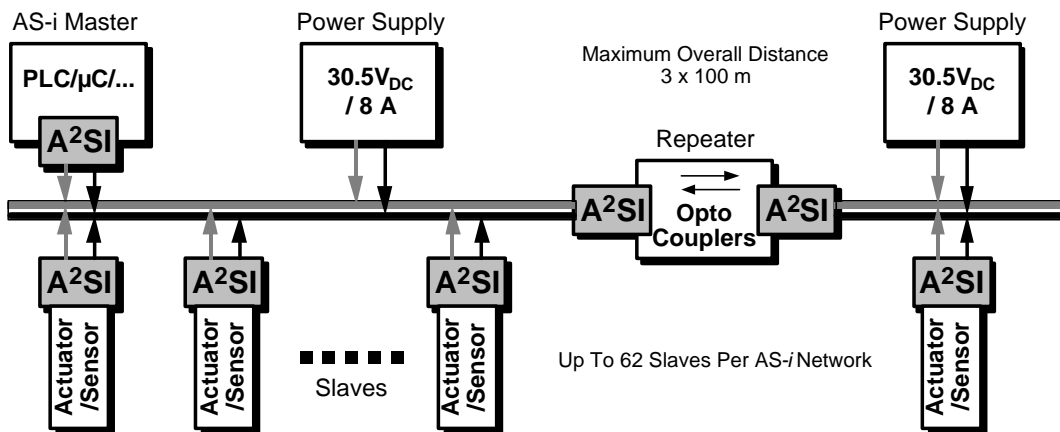 AS-i Master
Power Supply
Power Supply
Maximum Overall Distance
3 x 100 m
PLC/µC/...
30.5V_DC
/ 8 A
30.5V_DC
/ 8 A
A²SI
Repeater
A²SI
Opto
Couplers
A²SI
A²SI
A²SI
A²SI
A²SI
Actuator
/Sensor
Actuator
/Sensor
Actuator
/Sensor
Actuator
/Sensor
Slaves
Up To 62 Slaves Per AS-i Network